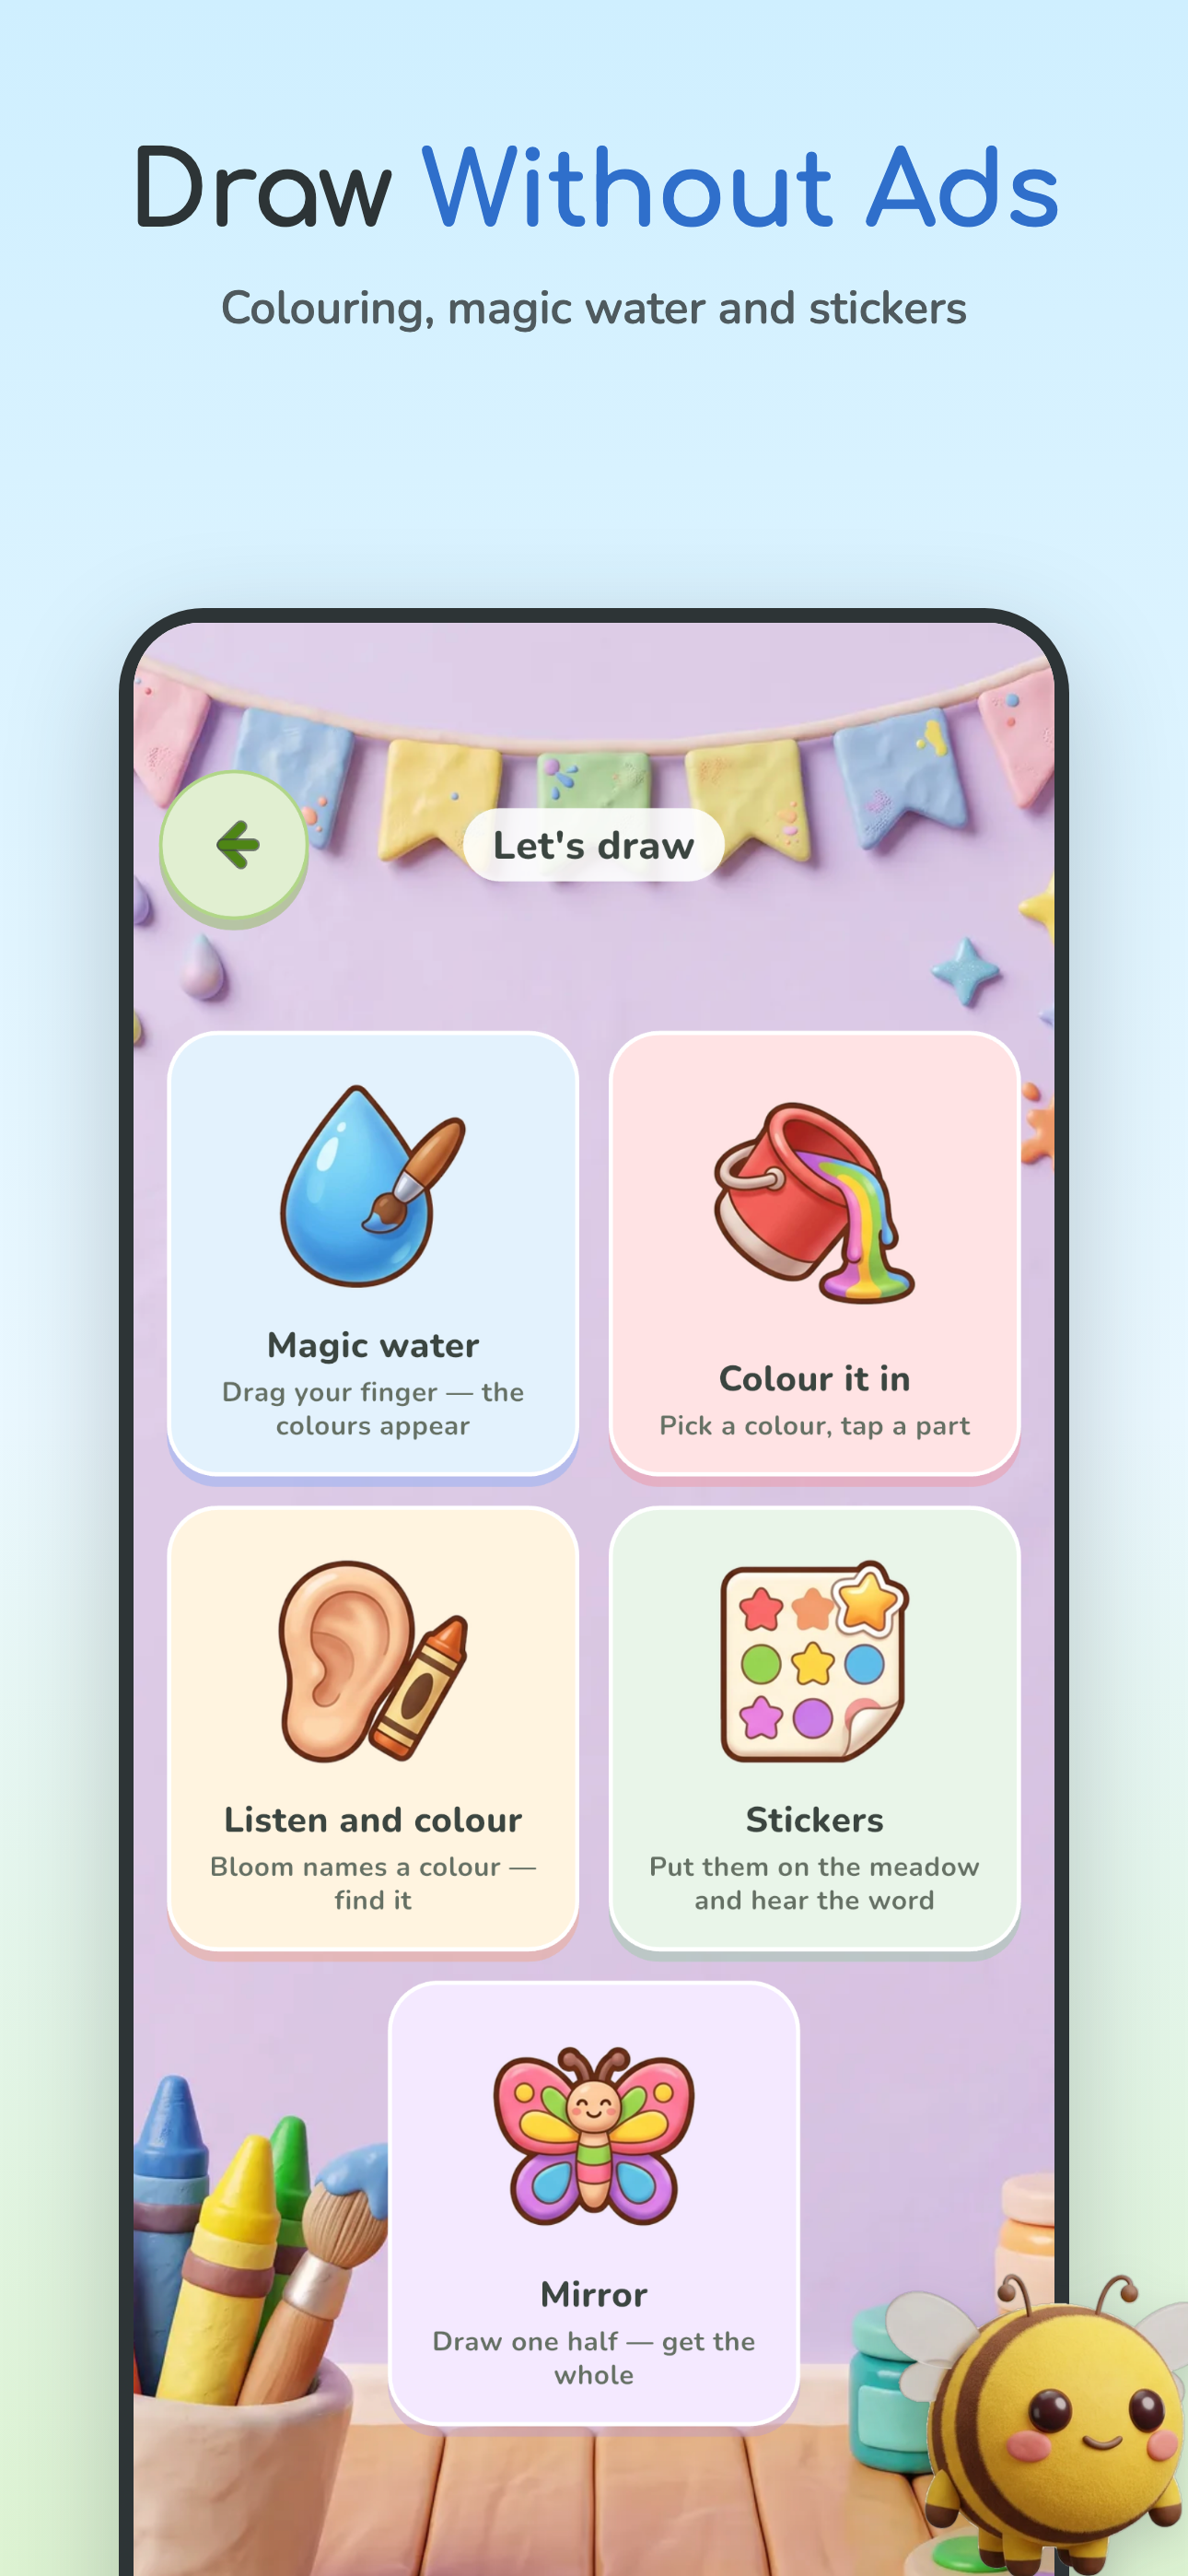 Draw Without Ads
Colouring, magic water and stickers
Let's draw
Magic water
Drag your finger — the
colours appear
Colour it in
Pick a colour, tap a part
Listen and colour
Bloom names a colour —
find it
Stickers
Put them on the meadow
and hear the word
Mirror
Draw one half — get the
whole